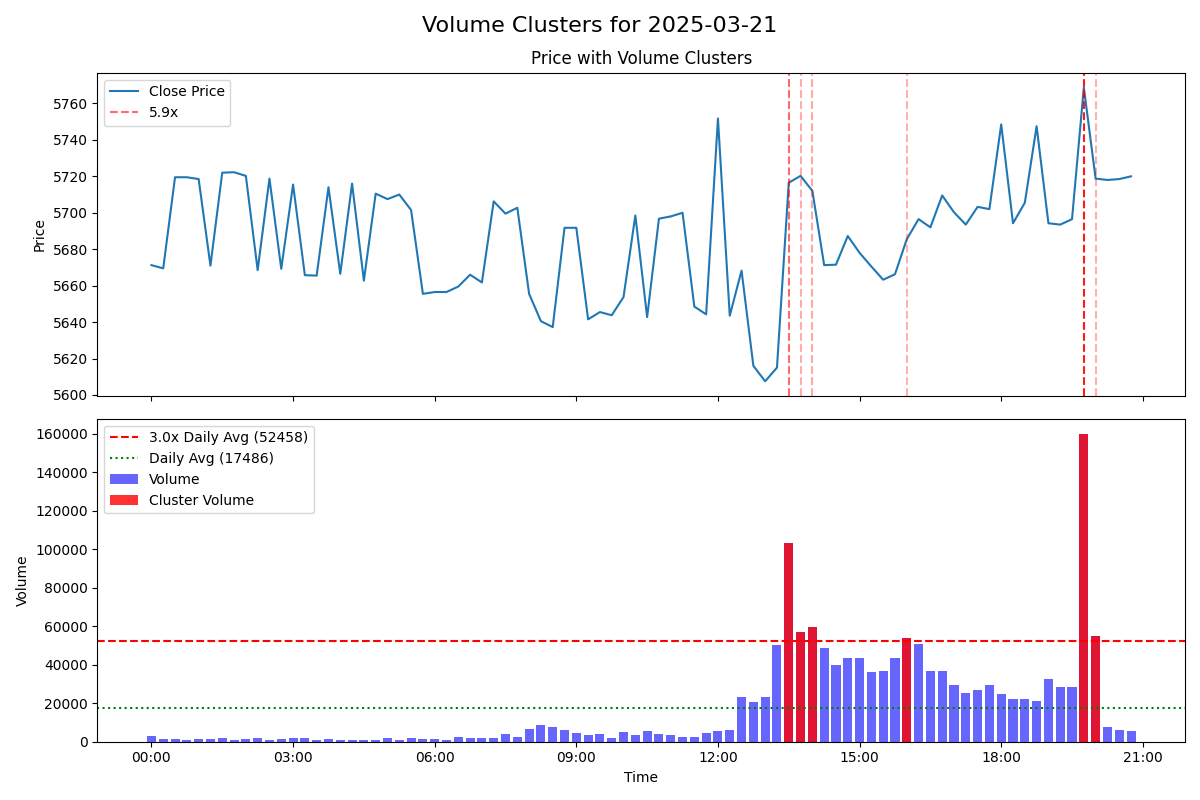 Volume Clusters for 2025-03-21
Price with Volume Clusters
Close Price
5.9x
Price
5760
5740
5720
5700
5680
5660
5640
5620
5600
3.0x Daily Avg (52458)
Daily Avg (17486)
Volume
Cluster Volume
Volume
160000
140000
120000
100000
80000
60000
40000
20000
0
00:00 03:00 06:00 09:00 12:00 15:00 18:00 21:00
Time